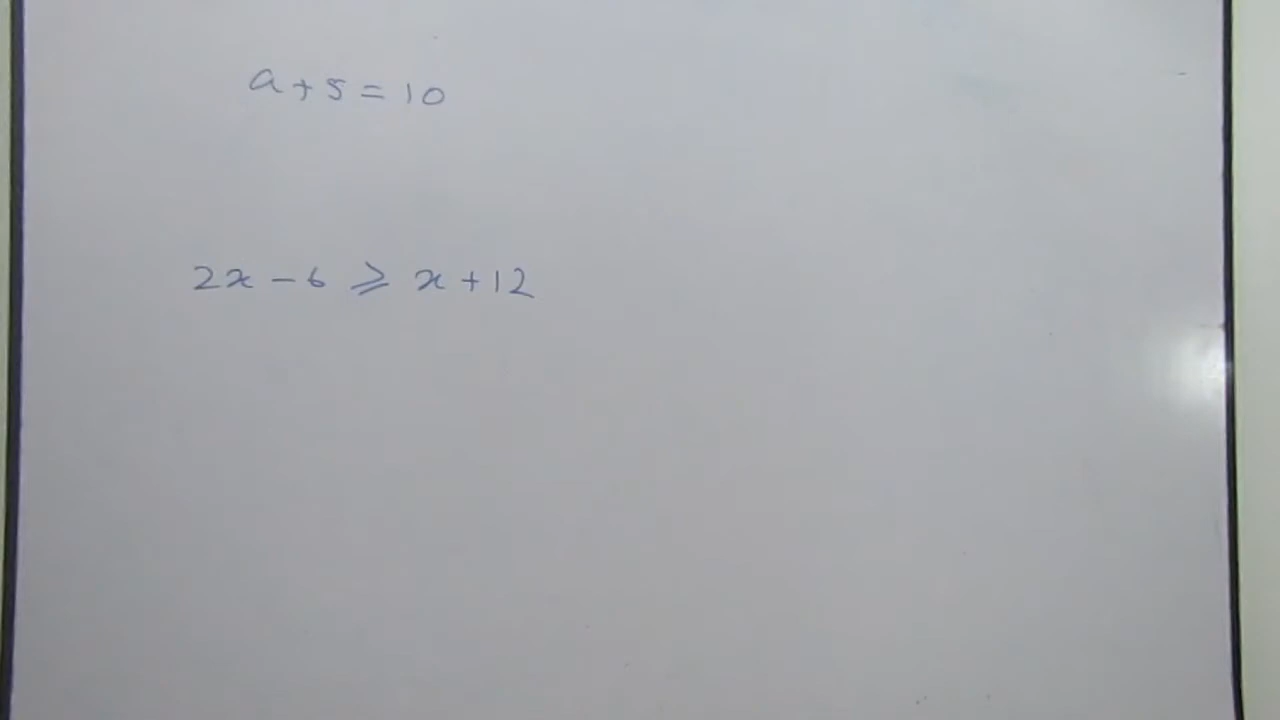 a + 5 = 10
2x - 6 ⩾ x + 12